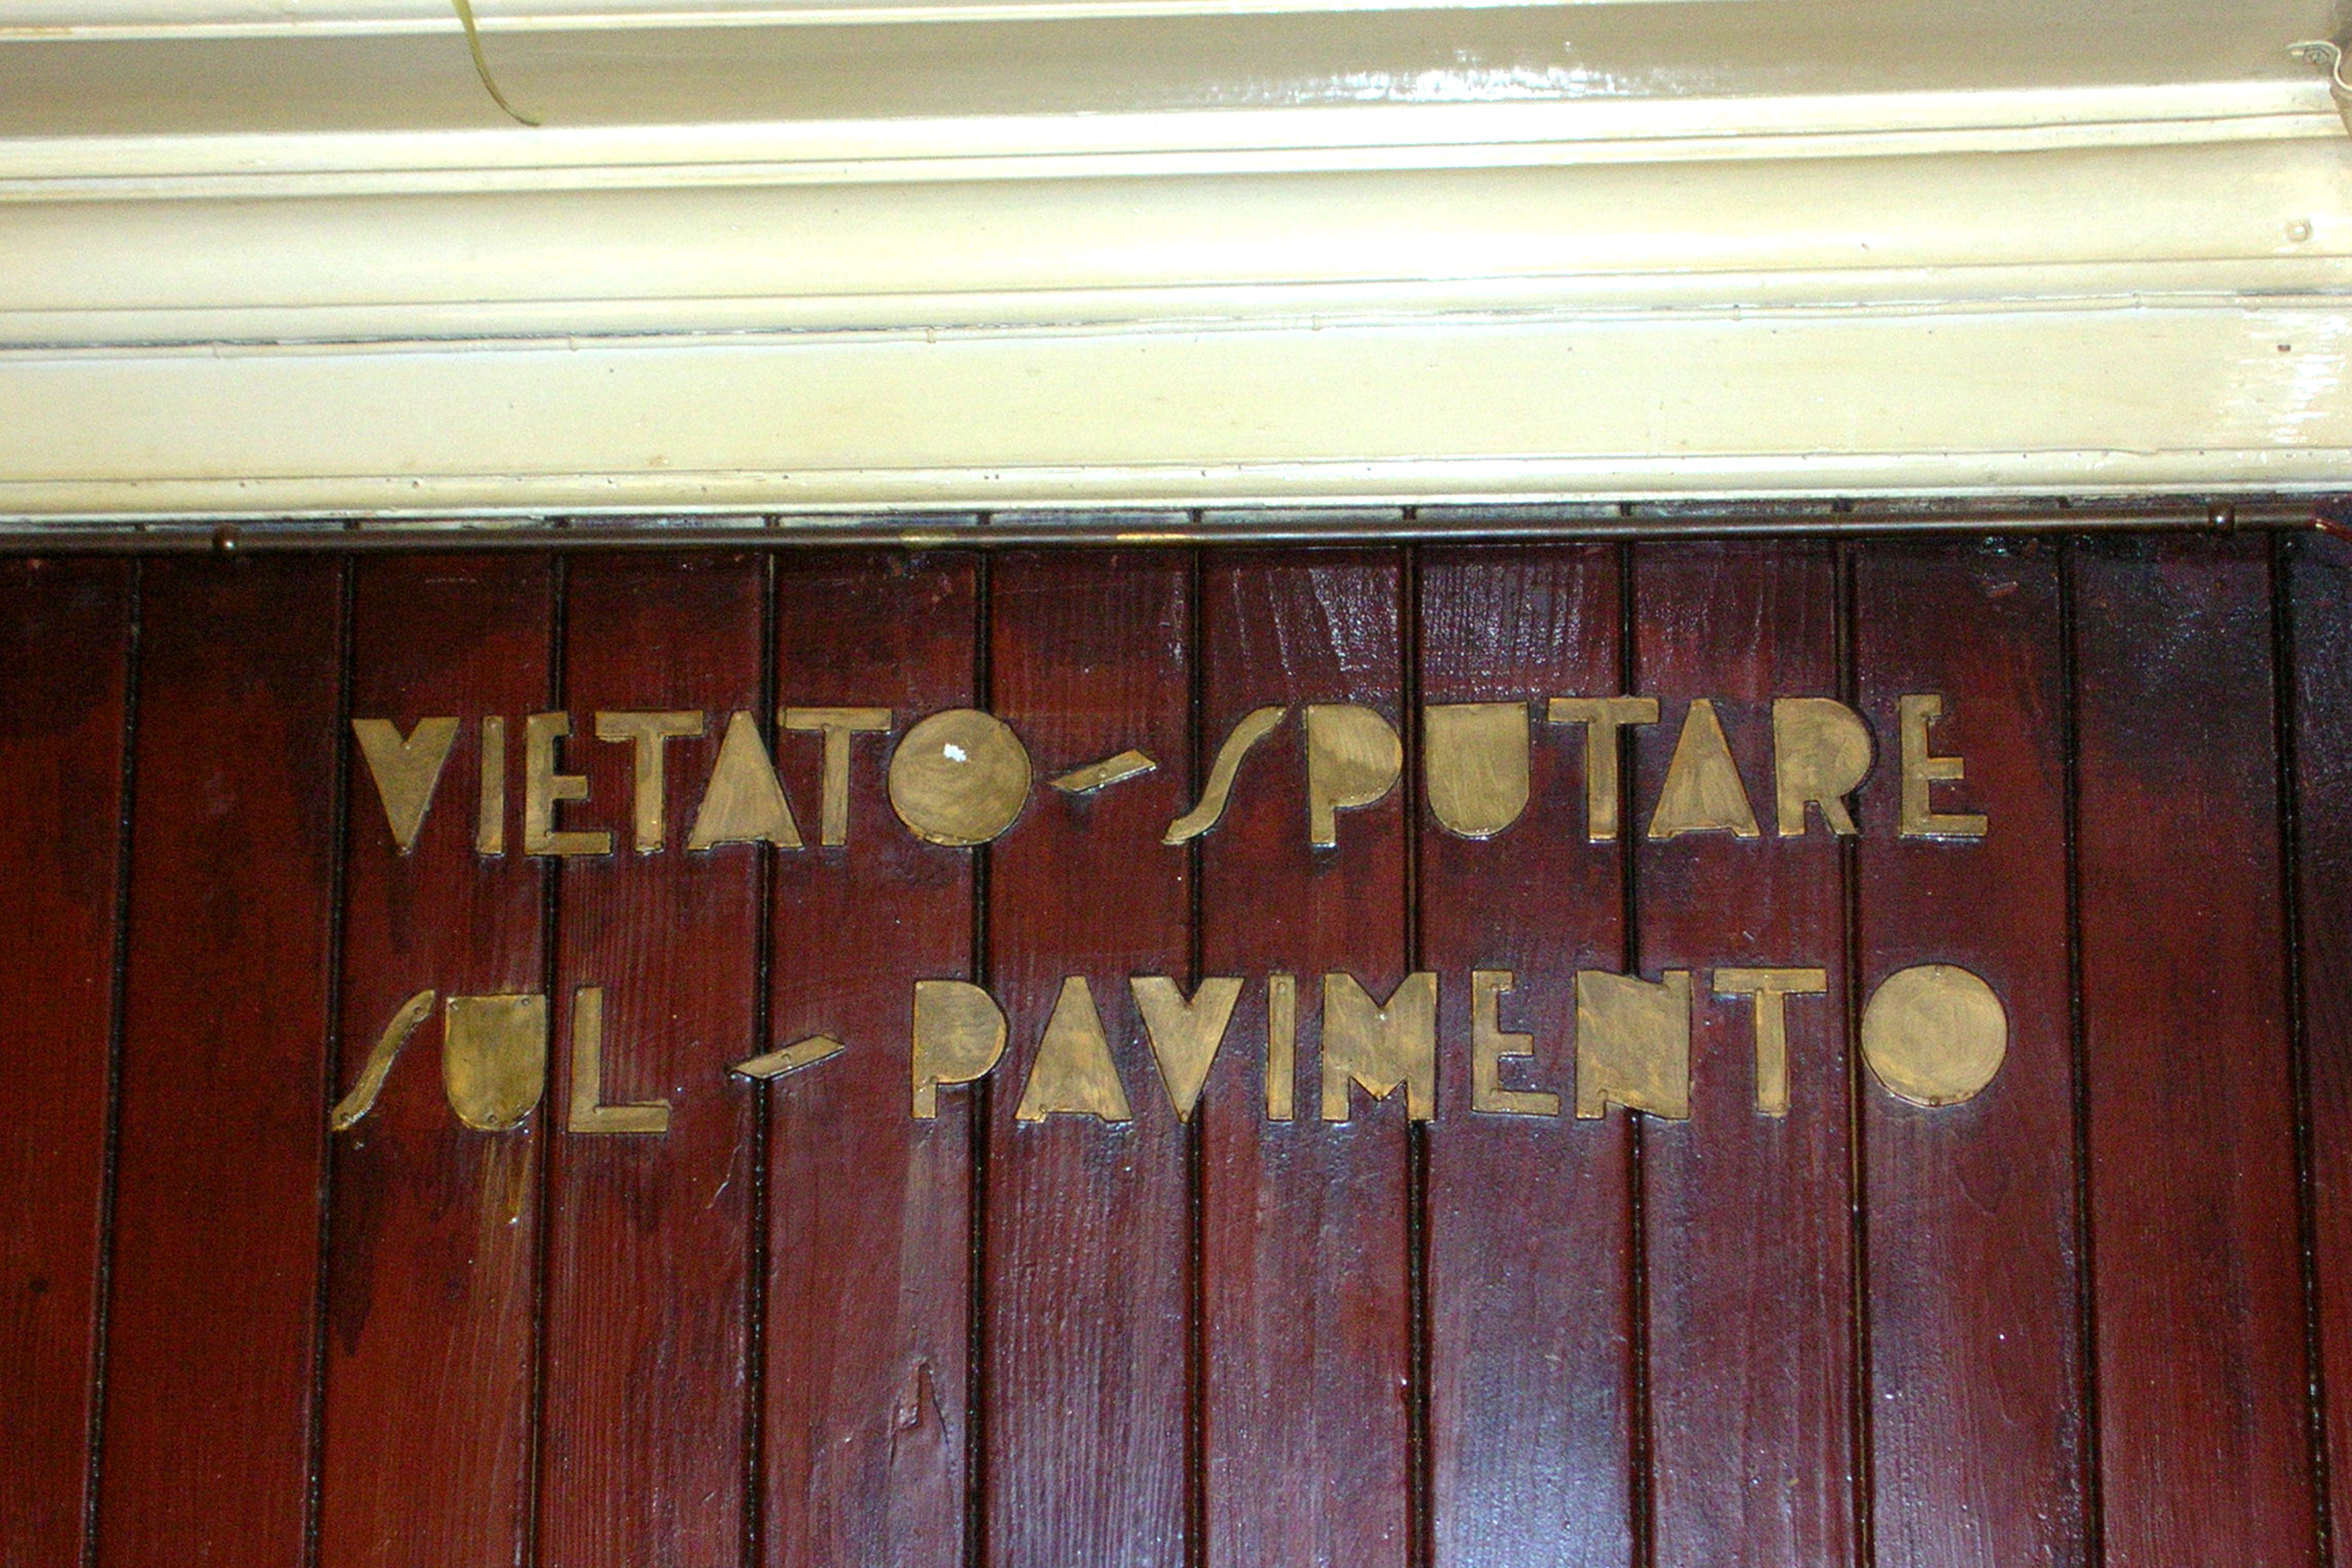 VIETATO - SPUTARE
SUL - PAVIMENTO